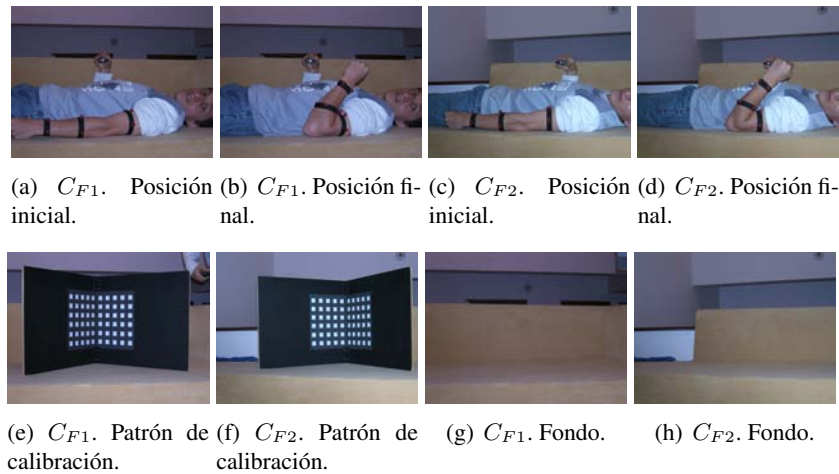 (a) C_{F1}. Posición
inicial.
(b) C_{F1}. Posición fi-
nal.
(c) C_{F2}. Posición
inicial.
(d) C_{F2}. Posición fi-
nal.
(e) C_{F1}. Patrón de
calibración.
(f) C_{F2}. Patrón de
calibración.
(g) C_{F1}. Fondo.
(h) C_{F2}. Fondo.